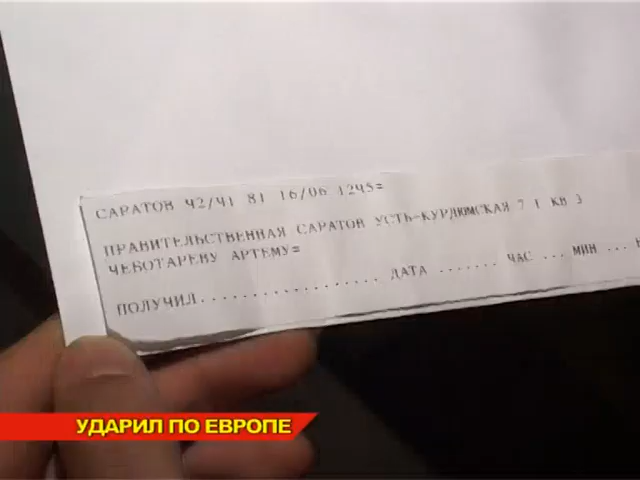 САРАТОВ 42/41 81 16/06 1245=
ПРАВИТЕЛЬСТВЕННАЯ САРАТОВ УСТЬ-КУРДЮМСКАЯ 7 1 КВ 3
ЧЕБОТАРЕВУ АРТЕМУ=
ПОЛУЧИЛ.................. ДАТА ....... ЧАС ... МИН ...
УДАРИЛ ПО ЕВРОПЕ